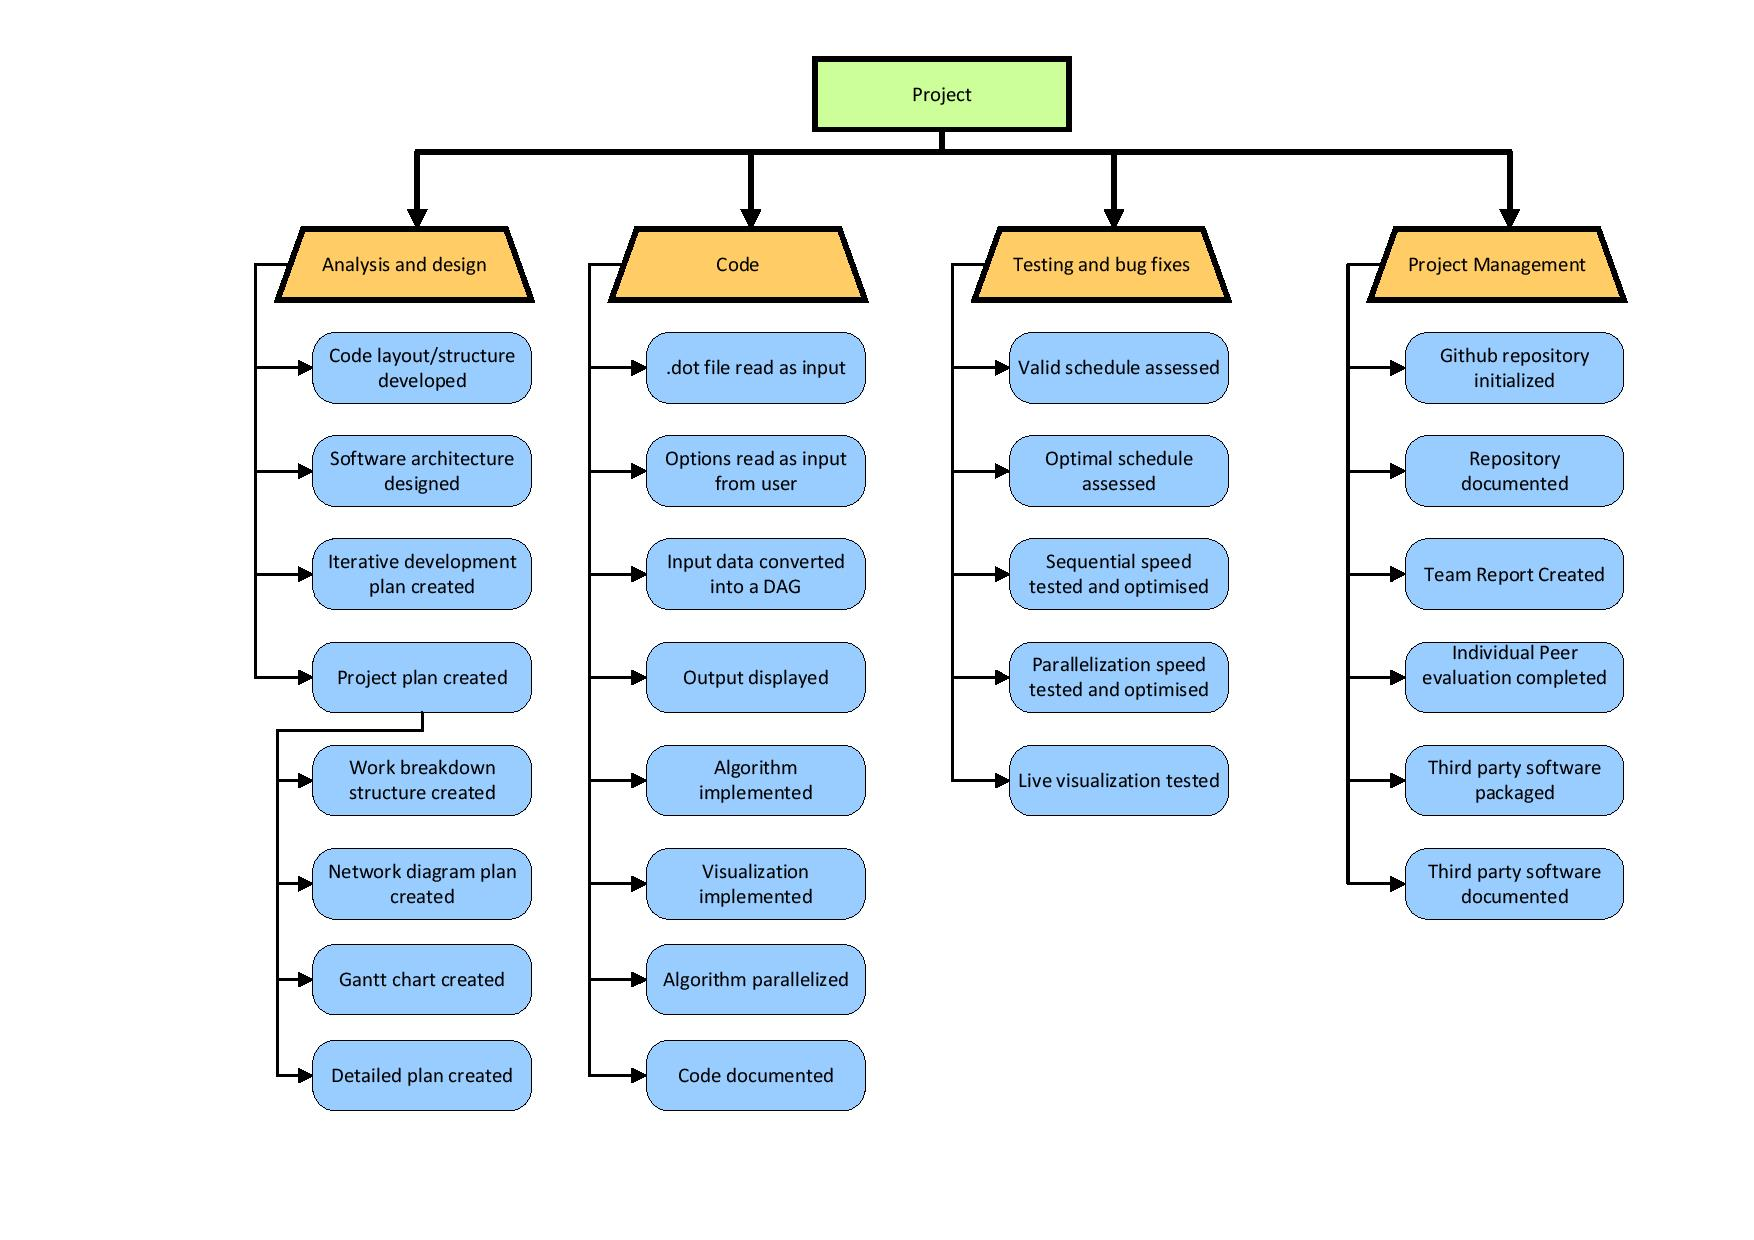 Project
Analysis and design
Code layout/structure
developed
Software architecture
designed
Iterative development
plan created
Project plan created
Work breakdown
structure created
Network diagram plan
created
Gantt chart created
Detailed plan created
Code
.dot file read as input
Options read as input
from user
Input data converted
into a DAG
Output displayed
Algorithm
implemented
Visualization
implemented
Algorithm parallelized
Code documented
Testing and bug fixes
Valid schedule assessed
Optimal schedule
assessed
Sequential speed
tested and optimised
Parallelization speed
tested and optimised
Live visualization tested
Project Management
Github repository
initialized
Repository
documented
Team Report Created
Individual Peer
evaluation completed
Third party software
packaged
Third party software
documented